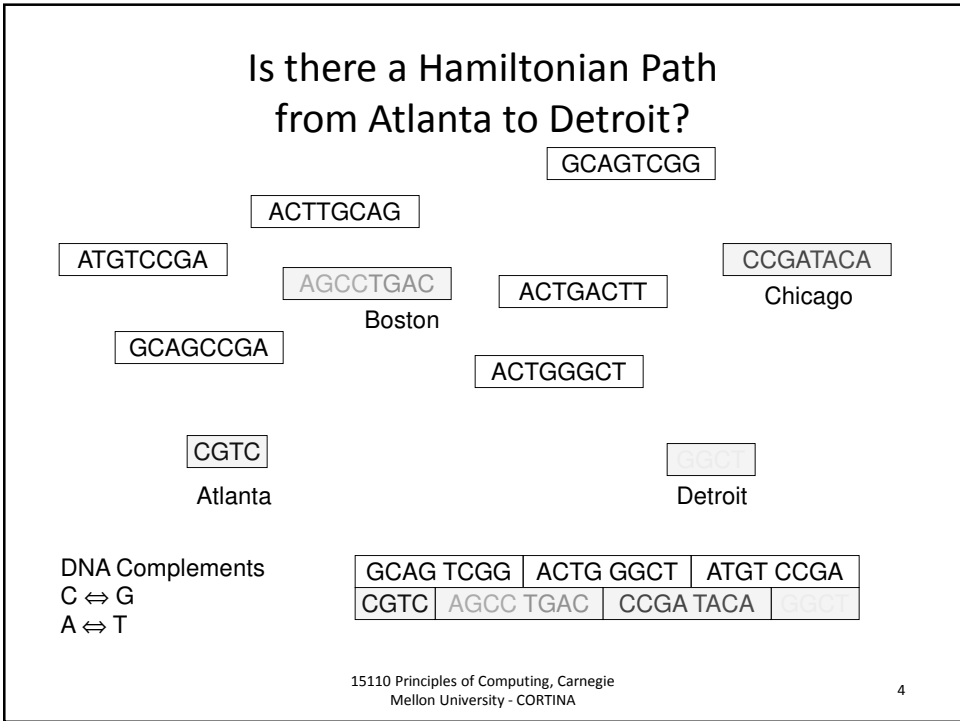 Is there a Hamiltonian Path
from Atlanta to Detroit?
GCAGTCGG
ACTTGCAG
ATGTCCGA
CCGATACA
AGCCTGAC
ACTGACTT
Chicago
Boston
GCAGCCGA
ACTGGGCT
CGTC
GGCT
Atlanta
Detroit
DNA Complements
C ⇔ G
A ⇔ T
GCAG TCGG ACTG GGCT ATGT CCGA
CGTC AGCC TGAC CCGA TACA GGCT
15110 Principles of Computing, Carnegie
Mellon University - CORTINA
4